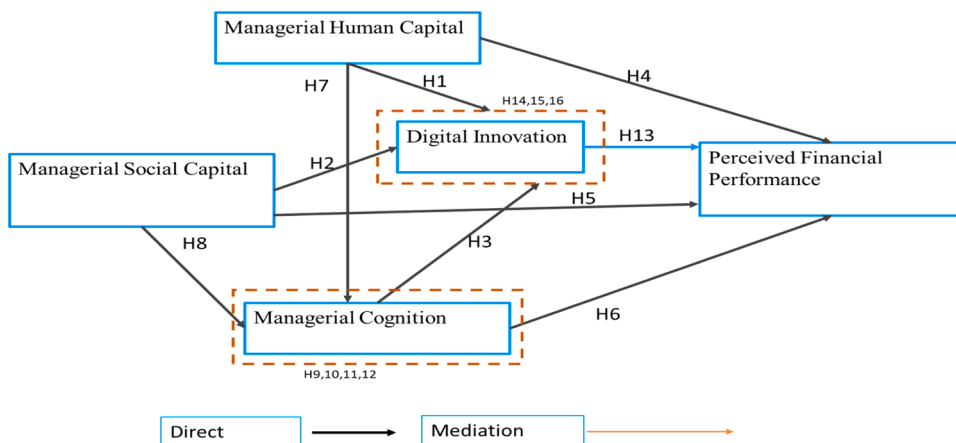 Managerial Human Capital
H7
H1
H4
H14,15,16
Digital Innovation
H13
H2
Managerial Social Capital
Perceived Financial
Performance
H5
H8
H3
Managerial Cognition
H6
H9,10,11,12
Direct
Mediation